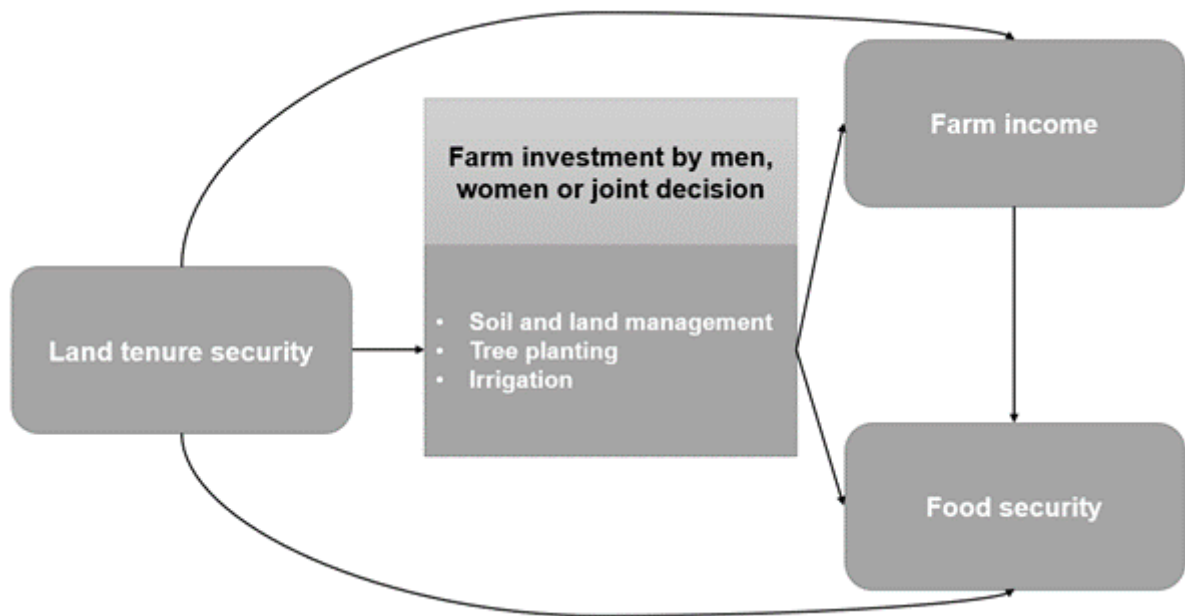 Farm income
Farm investment by men,
women or joint decision
Land tenure security
• Soil and land management
• Tree planting
• Irrigation
Food security